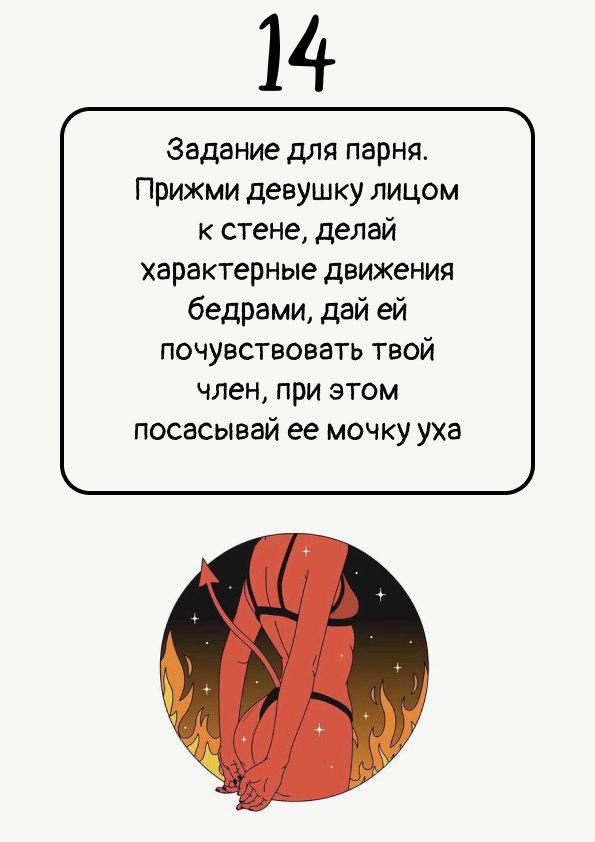 14
Задание для парня.
Прижми девушку лицом
к стене, делай
характерные движения
бедрами, дай ей
почувствовать твой
член, при этом
посасывай ее мочку уха